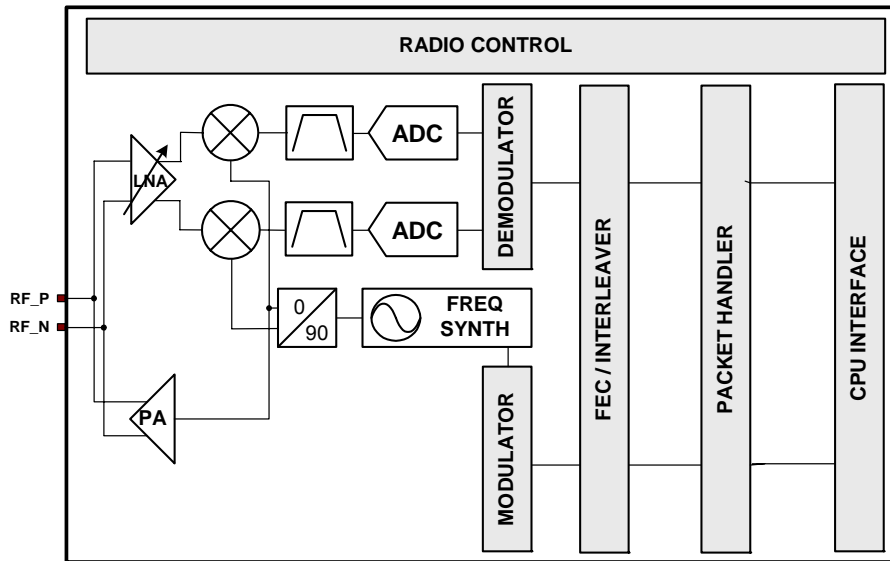 RADIO CONTROL
LNA
ADC
ADC
DEMODULATOR
FEC / INTERLEAVER
PACKET HANDLER
CPU INTERFACE
RF_P
RF_N
0
90
FREQ
SYNTH
PA
MODULATOR